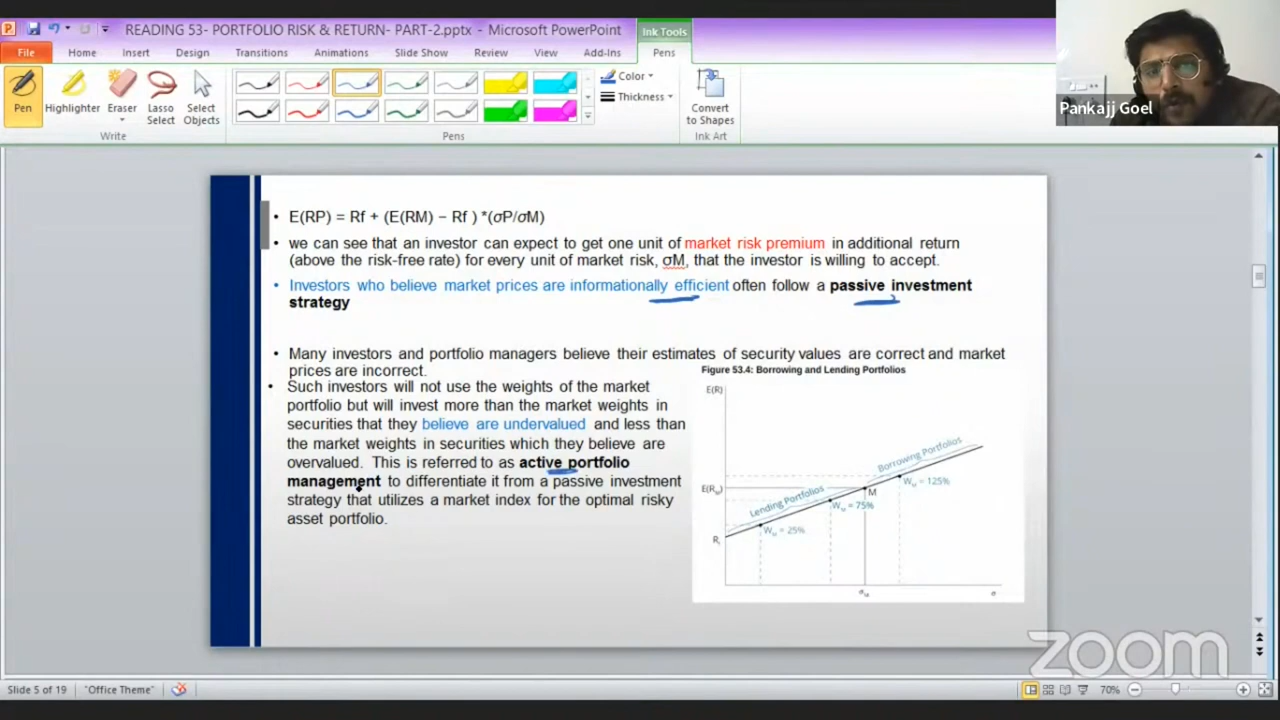 READING 53- PORTFOLIO RISK & RETURN- PART-2.pptx - Microsoft PowerPoint
Ink Tools
File Home Insert Design Transitions Animations Slide Show Review View Add-Ins Pens
Pen Highlighter Eraser Lasso Select Select Objects
Color
Thickness
Convert to Shapes
Write Pens Ink Art
Pankajj Goel
• E(RP) = Rf + (E(RM) − Rf ) *(σP/σM)
• we can see that an investor can expect to get one unit of market risk premium in additional return
(above the risk-free rate) for every unit of market risk, σM, that the investor is willing to accept.
• Investors who believe market prices are informationally efficient often follow a passive investment
strategy
• Many investors and portfolio managers believe their estimates of security values are correct and market
prices are incorrect.
• Such investors will not use the weights of the market
portfolio but will invest more than the market weights in
securities that they believe are undervalued and less than
the market weights in securities which they believe are
overvalued. This is referred to as active portfolio
management to differentiate it from a passive investment
strategy that utilizes a market index for the optimal risky
asset portfolio.
Figure 53.4: Borrowing and Lending Portfolios
E(R)
Borrowing Portfolios
E(RM)
M
WM = 125%
Lending Portfolios
WM = 75%
WM = 25%
Rf
σM
σ
zoom
Slide 5 of 19 "Office Theme" 70%